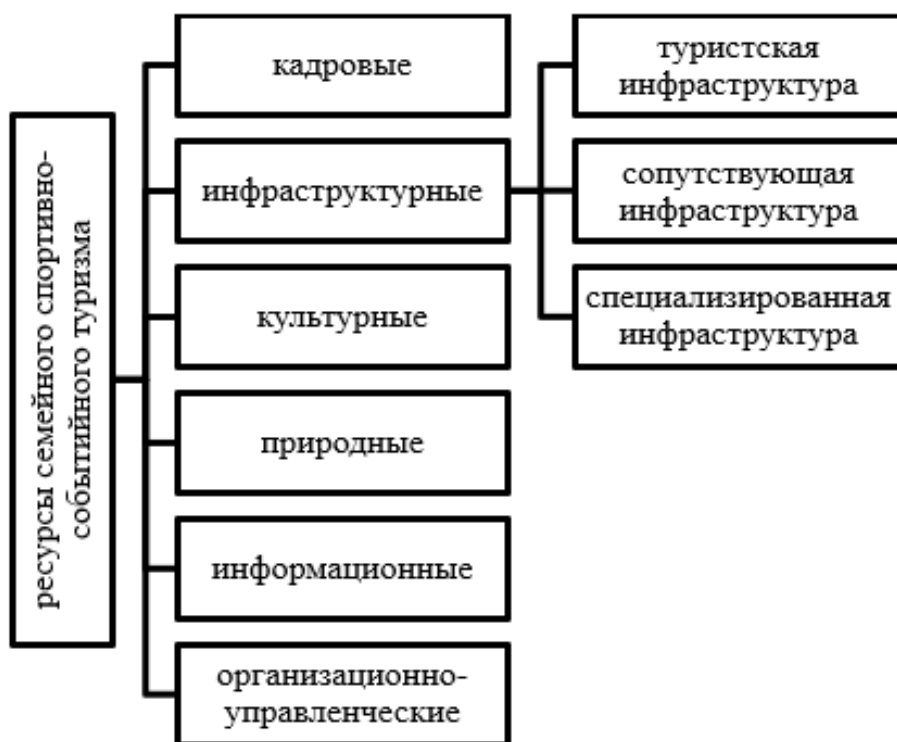 ресурсы семейного спортивно-
событийного туризма
кадровые
инфраструктурные
культурные
природные
информационные
организационно-
управленческие
туристская
инфраструктура
сопутствующая
инфраструктура
специализированная
инфраструктура